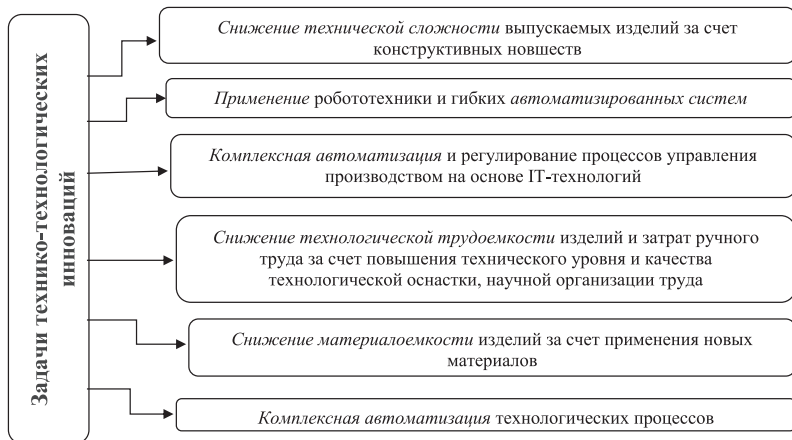 Задачи технико-технологических
инноваций
Снижение технической сложности выпускаемых изделий за счет
конструктивных новшеств
Применение робототехники и гибких автоматизированных систем
Комплексная автоматизация и регулирование процессов управления
производством на основе IT-технологий
Снижение технологической трудоемкости изделий и затрат ручного
труда за счет повышения технического уровня и качества
технологической оснастки, научной организации труда
Снижение материалоемкости изделий за счет применения новых
материалов
Комплексная автоматизация технологических процессов